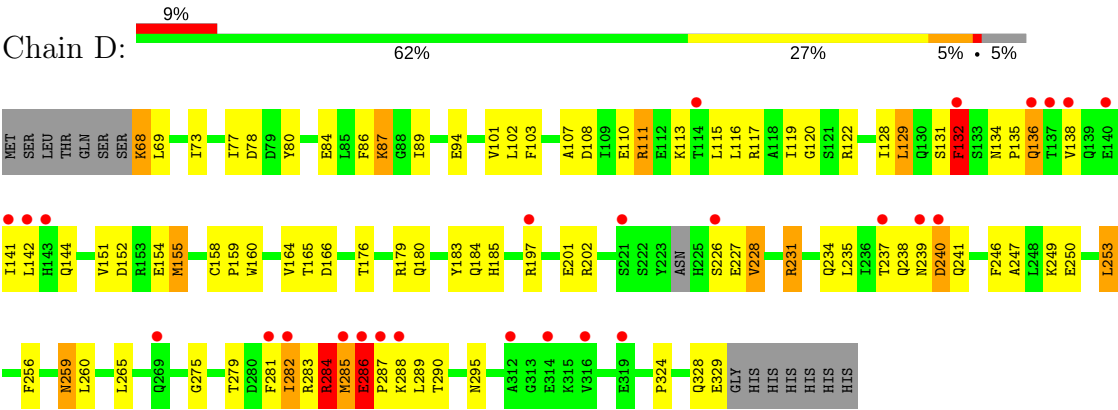 9%
Chain D:
62% 27% 5% • 5%
MET SER LEU THR GLN SER SER K68 L69 I73 I77 D78 D79 Y80 E84 L85 F86 K87 G88 I89 E94 V101 L102 F103 A107 D108 I109 E110 R111 E112 K113 T114 L115 L116 R117 A118 I119 G120 S121 R122 I128 L129 Q130 S131 F132 S133 N134 P135 Q136 T137 V138 Q139 E140
I141 L142 H143 Q144 V151 D152 R153 E154 M155 C158 P159 W160 V164 T165 D166 T176 R179 Q180 Y183 Q184 H185 R197 E201 R202 S221 S222 Y223 ASN H225 S226 E227 V228 R231 Q234 L235 I236 T237 Q238 N239 D240 Q241 F246 A247 L248 K249 E250 L253
F256 N259 L260 L265 Q269 G275 T279 D280 F281 I282 R283 R284 M285 E286 P287 K288 L289 T290 N295 A312 G313 E314 K315 V316 E319 P324 Q328 E329 GLY HIS HIS HIS HIS HIS HIS